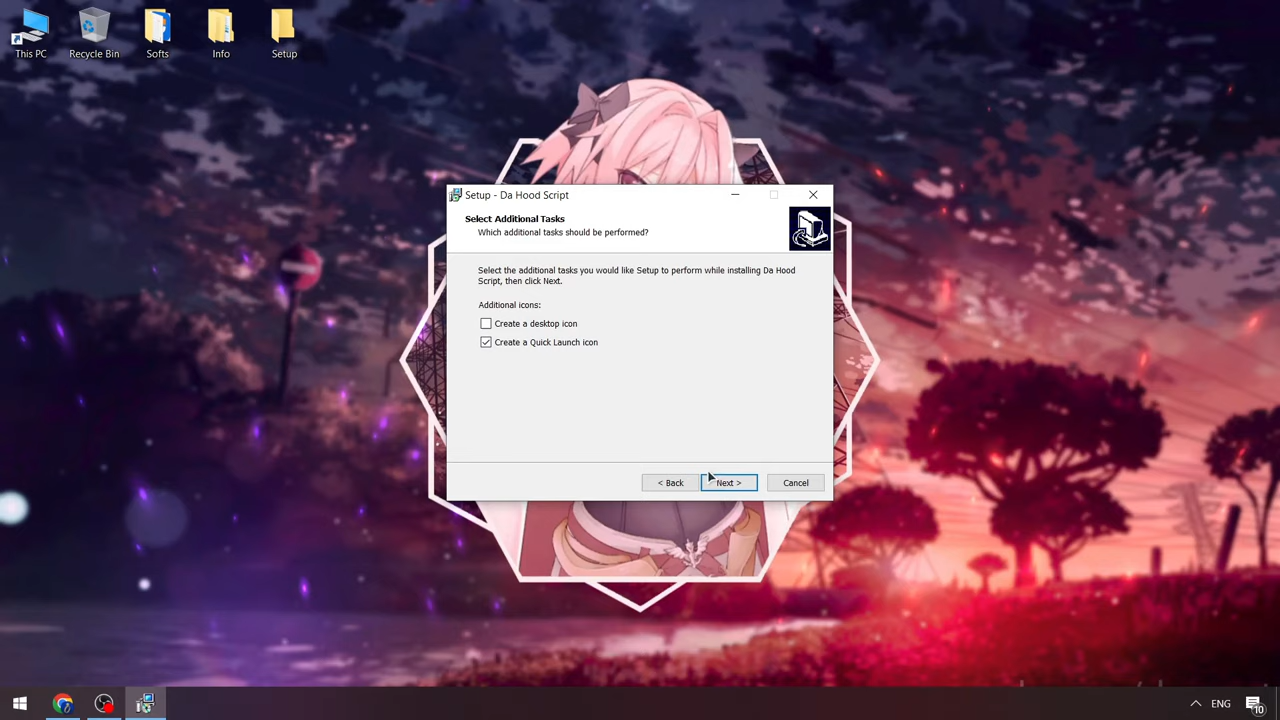 This PC
Recycle Bin
Softs
Info
Setup
Setup - Da Hood Script
Select Additional Tasks
Which additional tasks should be performed?
Select the additional tasks you would like Setup to perform while installing Da Hood
Script, then click Next.
Additional icons:
Create a desktop icon
Create a Quick Launch icon
< Back
Next >
Cancel
ENG
10